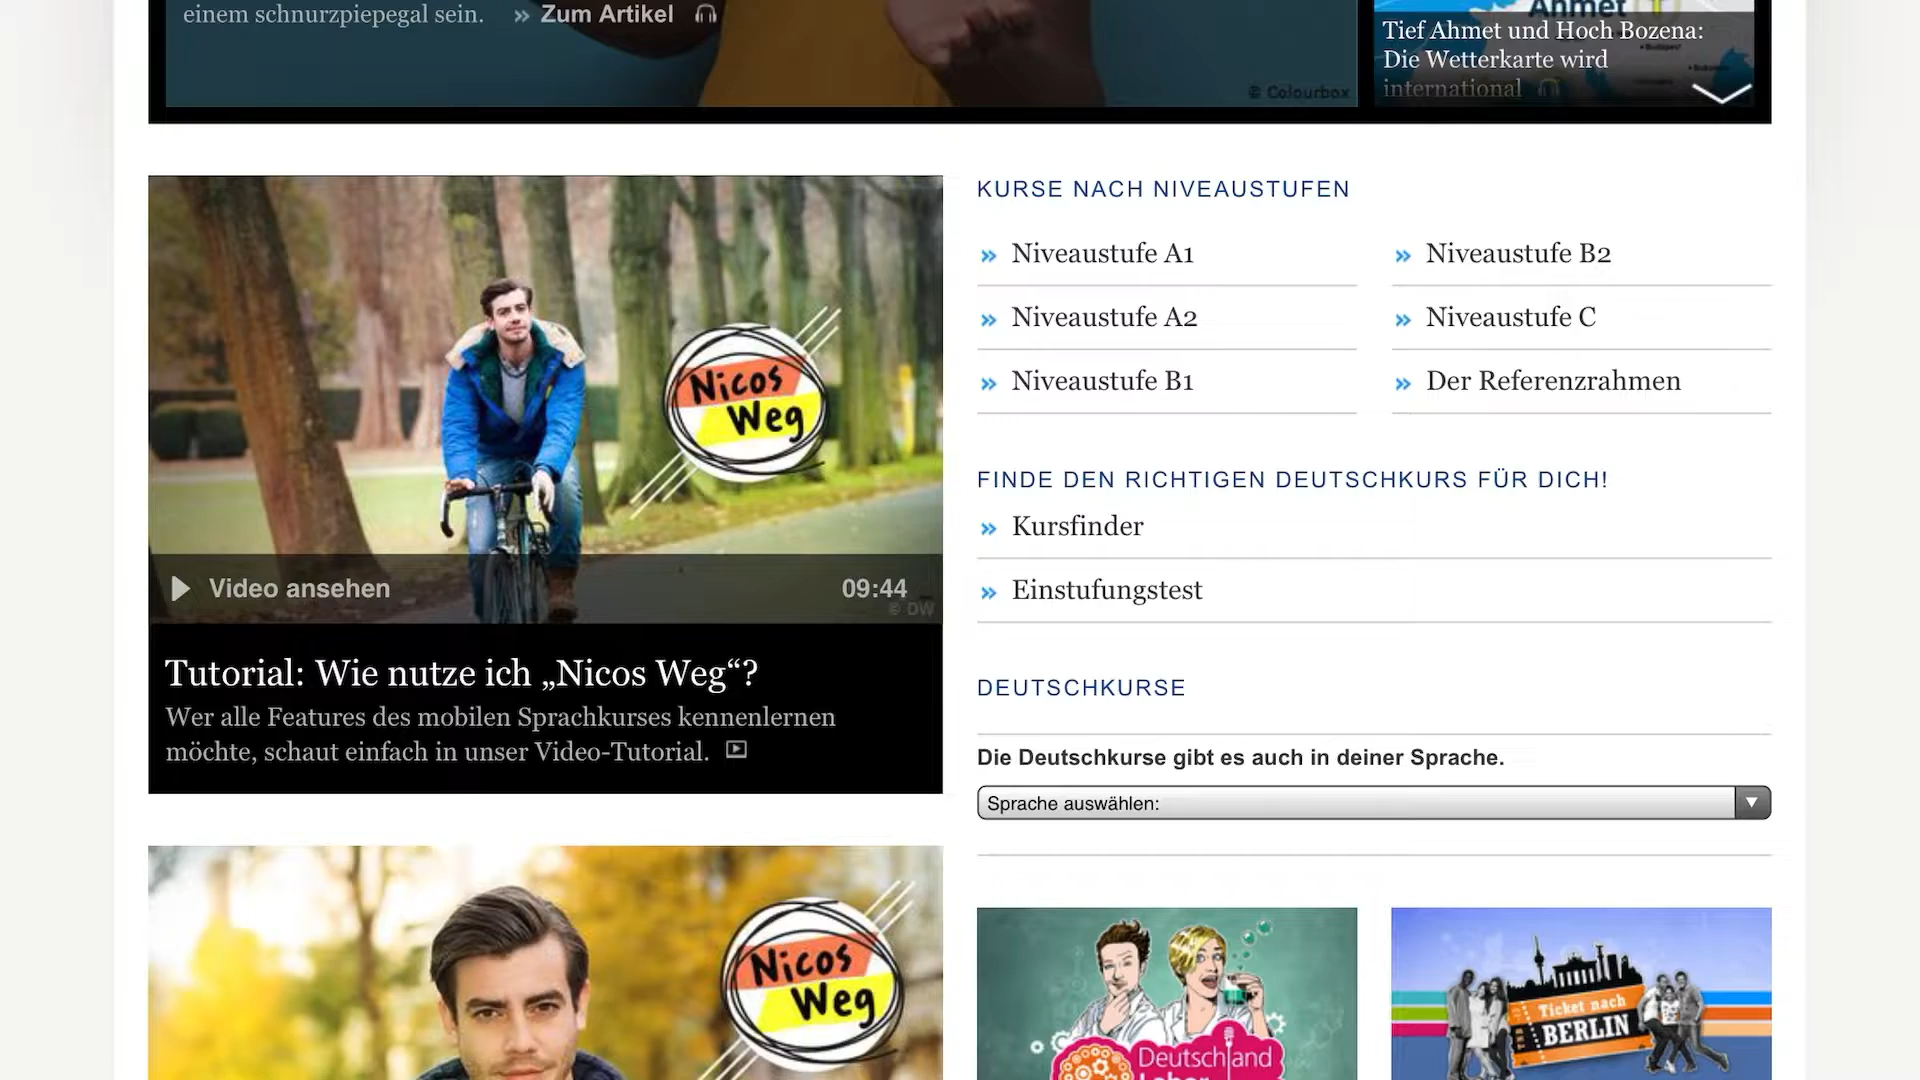 einem schnurzpiepegal sein. » Zum Artikel
© Colourbox
Ahmet
Tief Ahmet und Hoch Bozena:
Die Wetterkarte wird
international
KURSE NACH NIVEAUSTUFEN
» Niveaustufe A1
» Niveaustufe B2
» Niveaustufe A2
» Niveaustufe C
» Niveaustufe B1
» Der Referenzrahmen
Nicos
Weg
FINDE DEN RICHTIGEN DEUTSCHKURS FÜR DICH!
» Kursfinder
» Einstufungstest
Video ansehen 09:44
© DW
Tutorial: Wie nutze ich „Nicos Weg“?
Wer alle Features des mobilen Sprachkurses kennenlernen
möchte, schaut einfach in unser Video-Tutorial.
DEUTSCHKURSE
Die Deutschkurse gibt es auch in deiner Sprache.
Sprache auswählen:
Nicos
Weg
Deutschland
Labor
Ticket nach
BERLIN